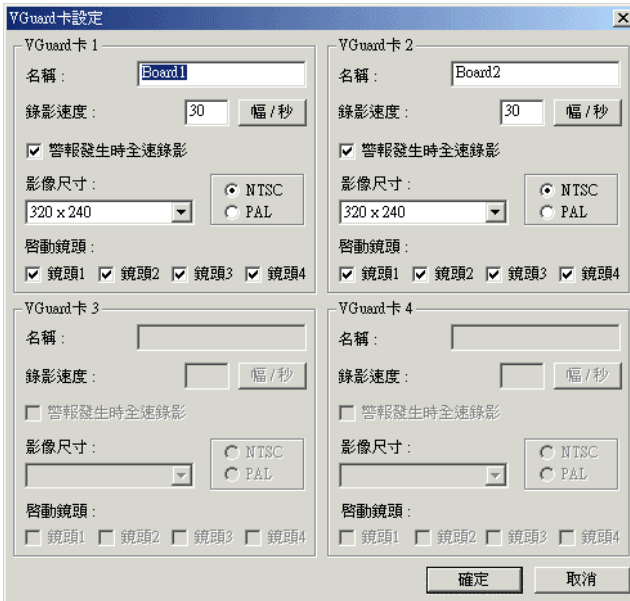 VGuard卡設定
VGuard卡 1
名稱 : Board1
錄影速度 : 30 幅 / 秒
警報發生時全速錄影
影像尺寸 :
NTSC
320 x 240
PAL
啓動鏡頭 :
鏡頭1 鏡頭2 鏡頭3 鏡頭4
VGuard卡 2
名稱 : Board2
錄影速度 : 30 幅 / 秒
警報發生時全速錄影
影像尺寸 :
NTSC
320 x 240
PAL
啓動鏡頭 :
鏡頭1 鏡頭2 鏡頭3 鏡頭4
VGuard卡 3
名稱 :
錄影速度 : 幅 / 秒
警報發生時全速錄影
影像尺寸 :
NTSC
PAL
啓動鏡頭 :
鏡頭1 鏡頭2 鏡頭3 鏡頭4
VGuard卡 4
名稱 :
錄影速度 : 幅 / 秒
警報發生時全速錄影
影像尺寸 :
NTSC
PAL
啓動鏡頭 :
鏡頭1 鏡頭2 鏡頭3 鏡頭4
確定 取消